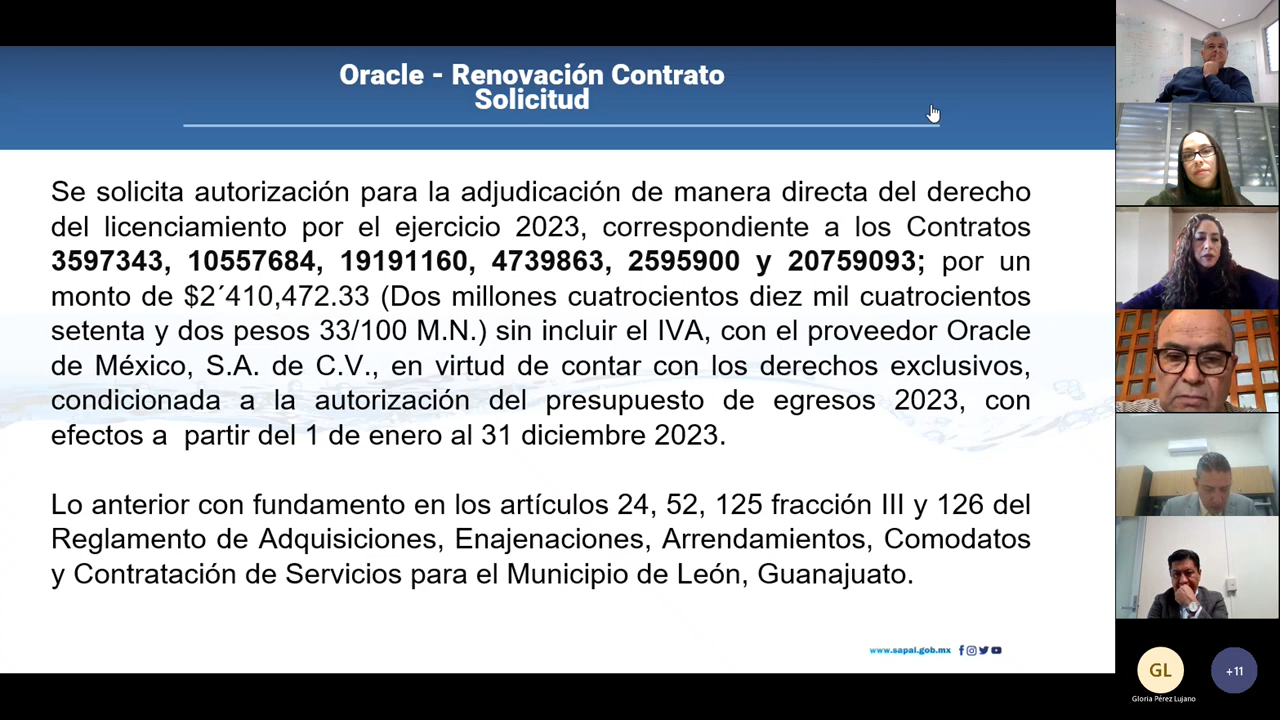 Oracle - Renovación Contrato
Solicitud
Se solicita autorización para la adjudicación de manera directa del derecho
del licenciamiento por el ejercicio 2023, correspondiente a los Contratos
3597343, 10557684, 19191160, 4739863, 2595900 y 20759093; por un
monto de $2´410,472.33 (Dos millones cuatrocientos diez mil cuatrocientos
setenta y dos pesos 33/100 M.N.) sin incluir el IVA, con el proveedor Oracle
de México, S.A. de C.V., en virtud de contar con los derechos exclusivos,
condicionada a la autorización del presupuesto de egresos 2023, con
efectos a  partir del 1 de enero al 31 diciembre 2023.
Lo anterior con fundamento en los artículos 24, 52, 125 fracción III y 126 del
Reglamento de Adquisiciones, Enajenaciones, Arrendamientos, Comodatos
y Contratación de Servicios para el Municipio de León, Guanajuato.
www.sapal.gob.mx
GL
+11
Gloria Pérez Lujano